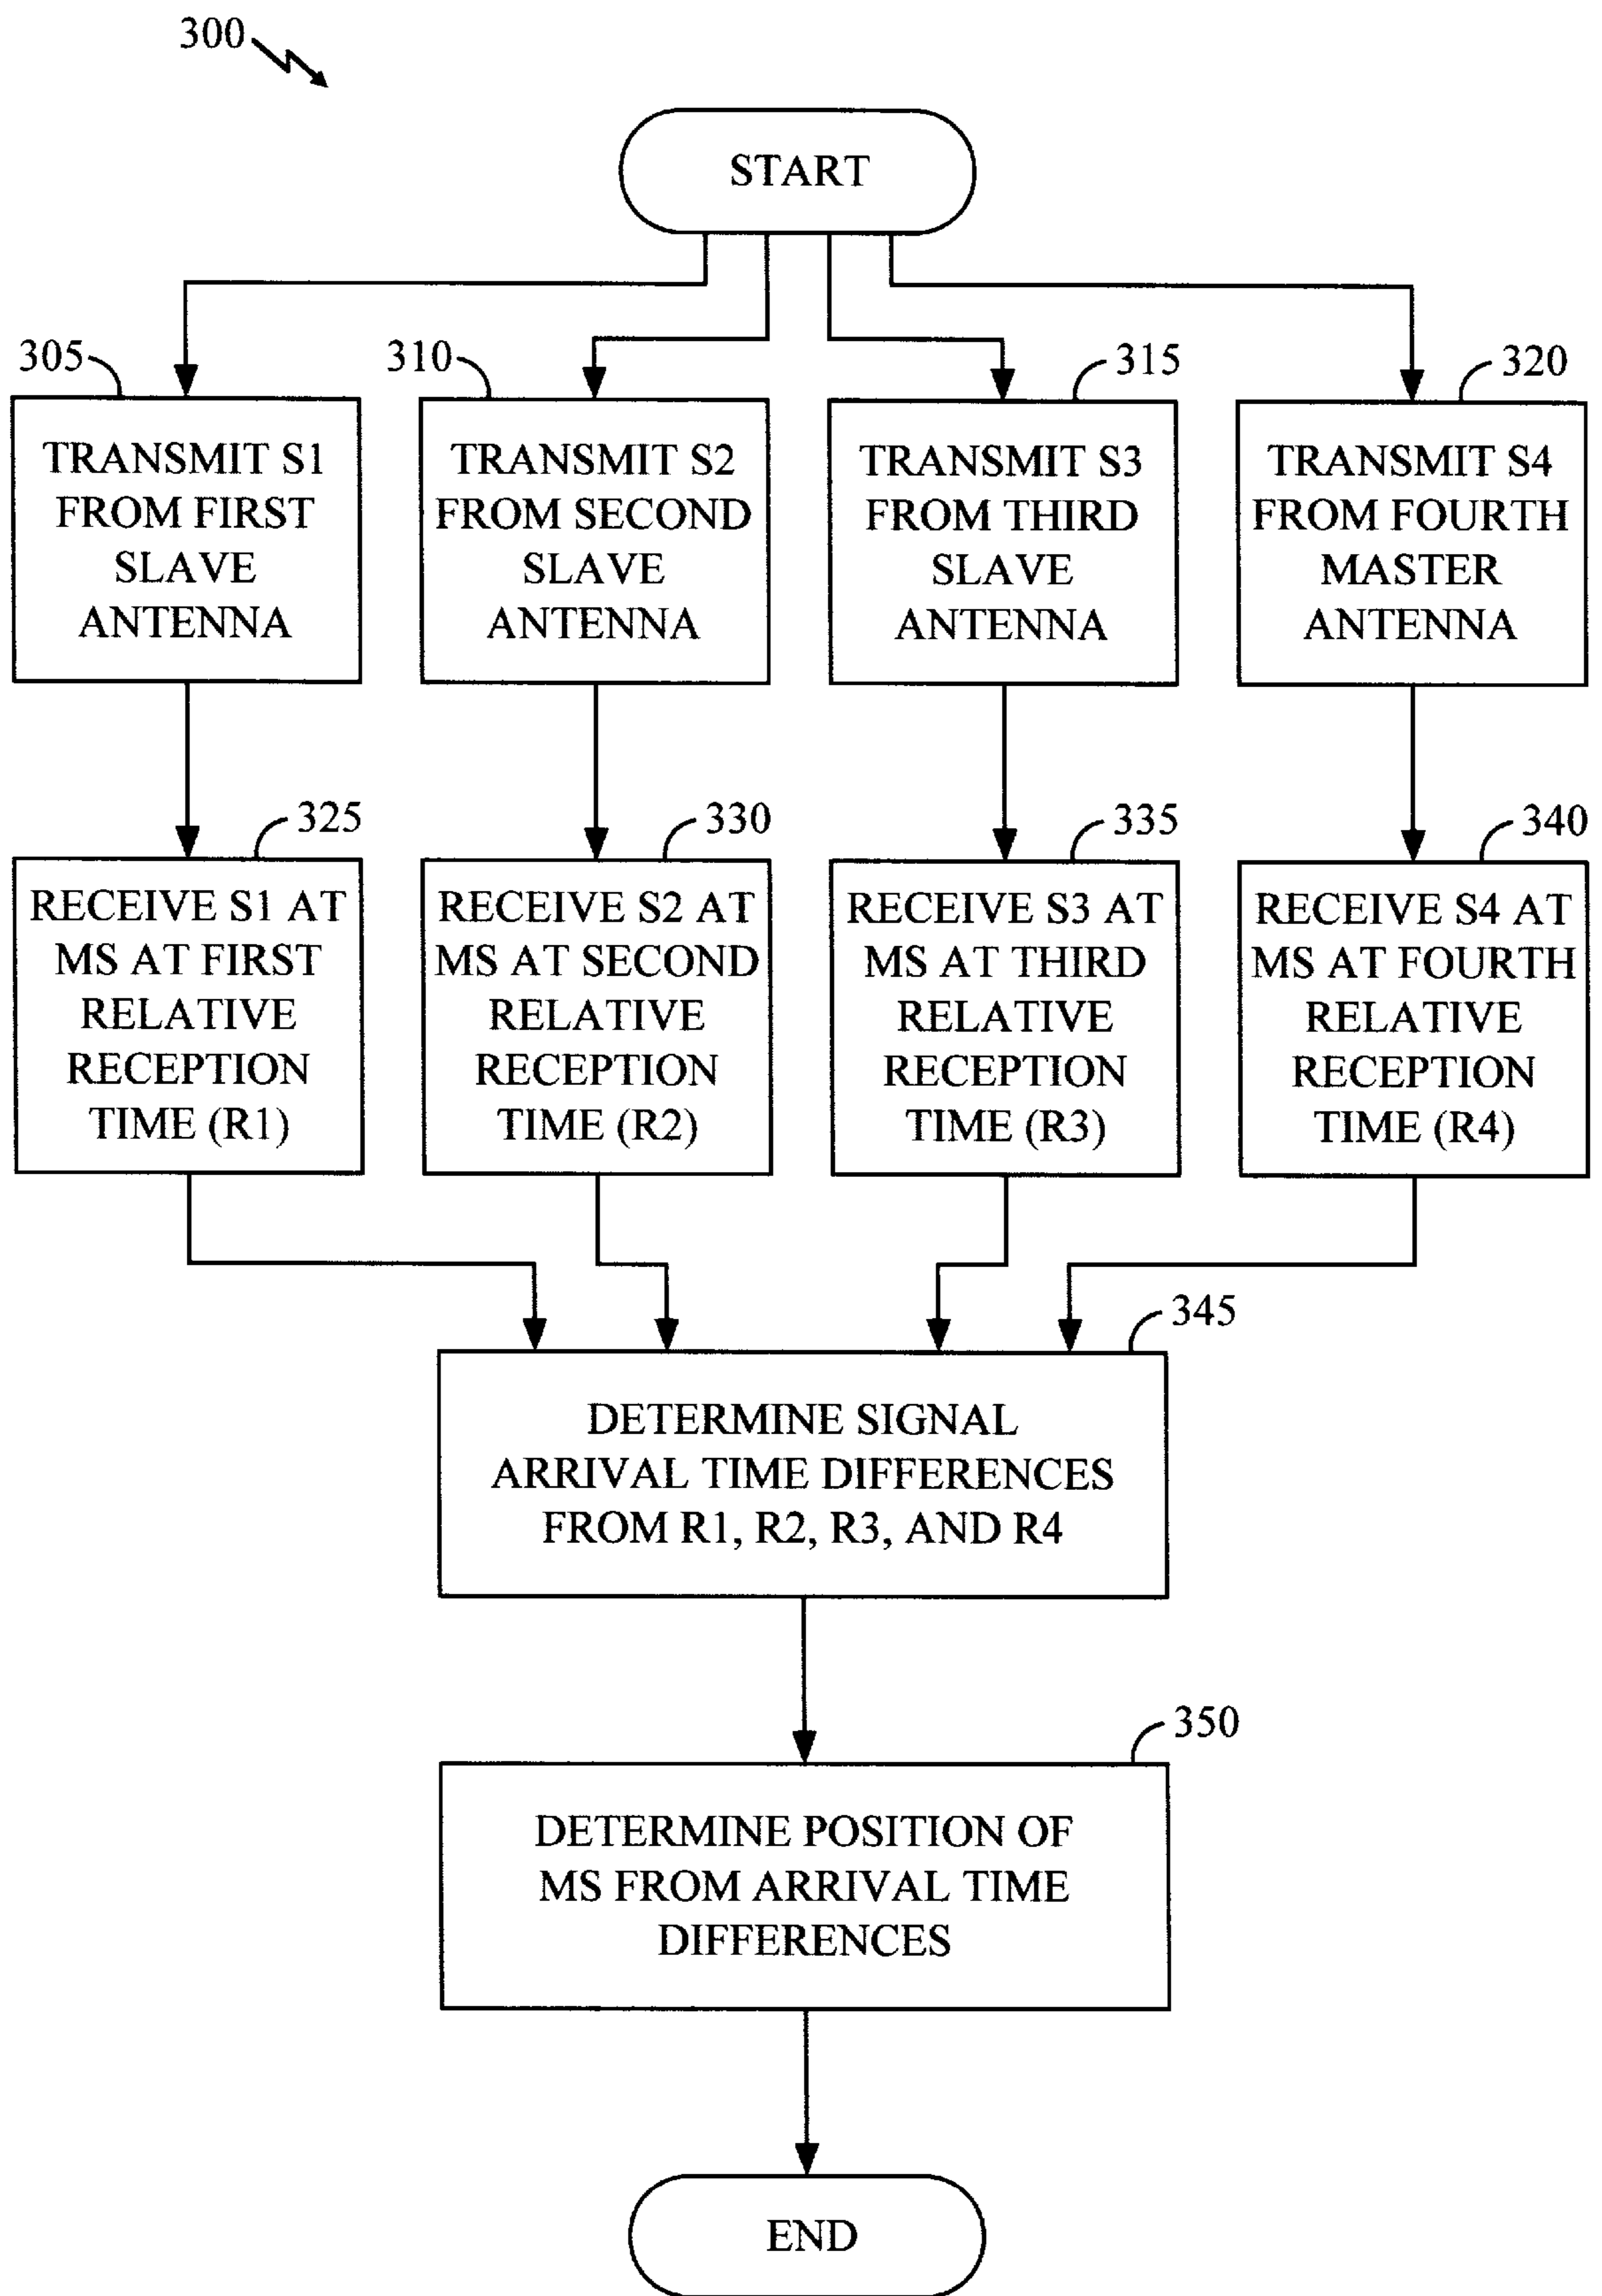 300
START
305
310
315
320
TRANSMIT S1
FROM FIRST
SLAVE
ANTENNA
TRANSMIT S2
FROM SECOND
SLAVE
ANTENNA
TRANSMIT S3
FROM THIRD
SLAVE
ANTENNA
TRANSMIT S4
FROM FOURTH
MASTER
ANTENNA
325
330
335
340
RECEIVE S1 AT
MS AT FIRST
RELATIVE
RECEPTION
TIME (R1)
RECEIVE S2 AT
MS AT SECOND
RELATIVE
RECEPTION
TIME (R2)
RECEIVE S3 AT
MS AT THIRD
RELATIVE
RECEPTION
TIME (R3)
RECEIVE S4 AT
MS AT FOURTH
RELATIVE
RECEPTION
TIME (R4)
345
DETERMINE SIGNAL
ARRIVAL TIME DIFFERENCES
FROM R1, R2, R3, AND R4
350
DETERMINE POSITION OF
MS FROM ARRIVAL TIME
DIFFERENCES
END